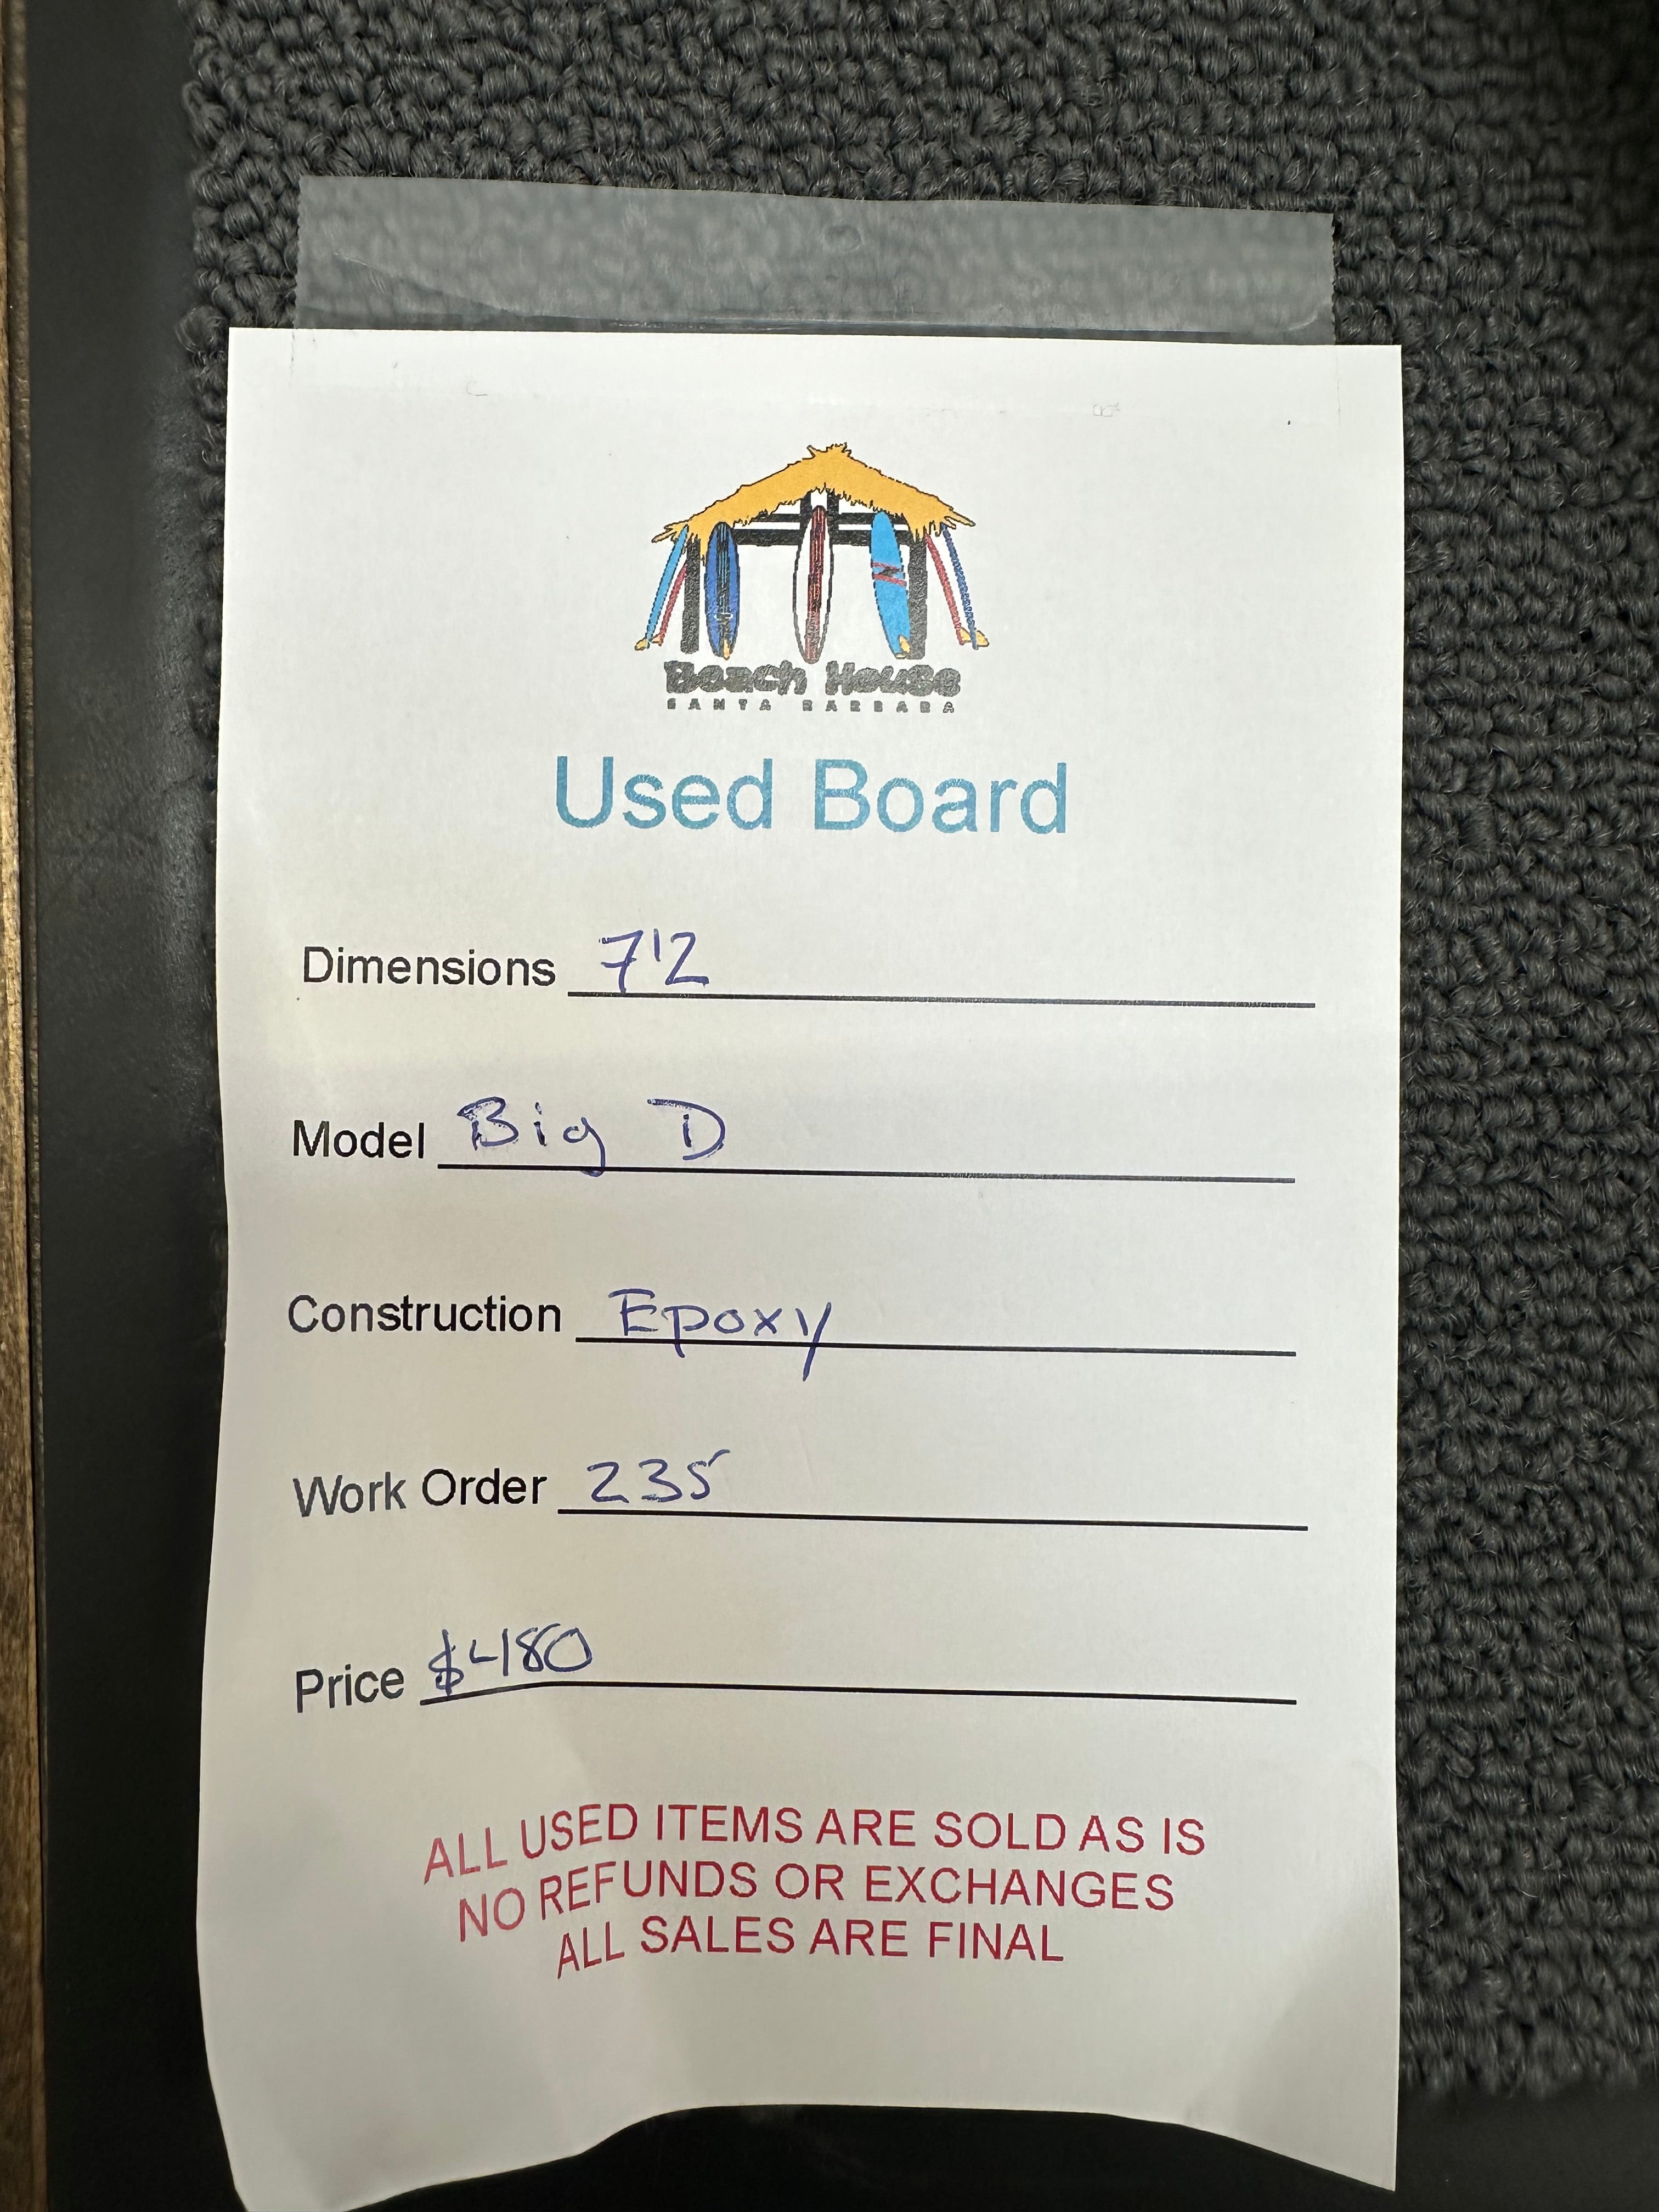 Beach House
SANTA BARBARA
Used Board
Dimensions 7'2
Model Big D
Construction Epoxy
Work Order 235
Price $480
ALL USED ITEMS ARE SOLD AS IS
NO REFUNDS OR EXCHANGES
ALL SALES ARE FINAL